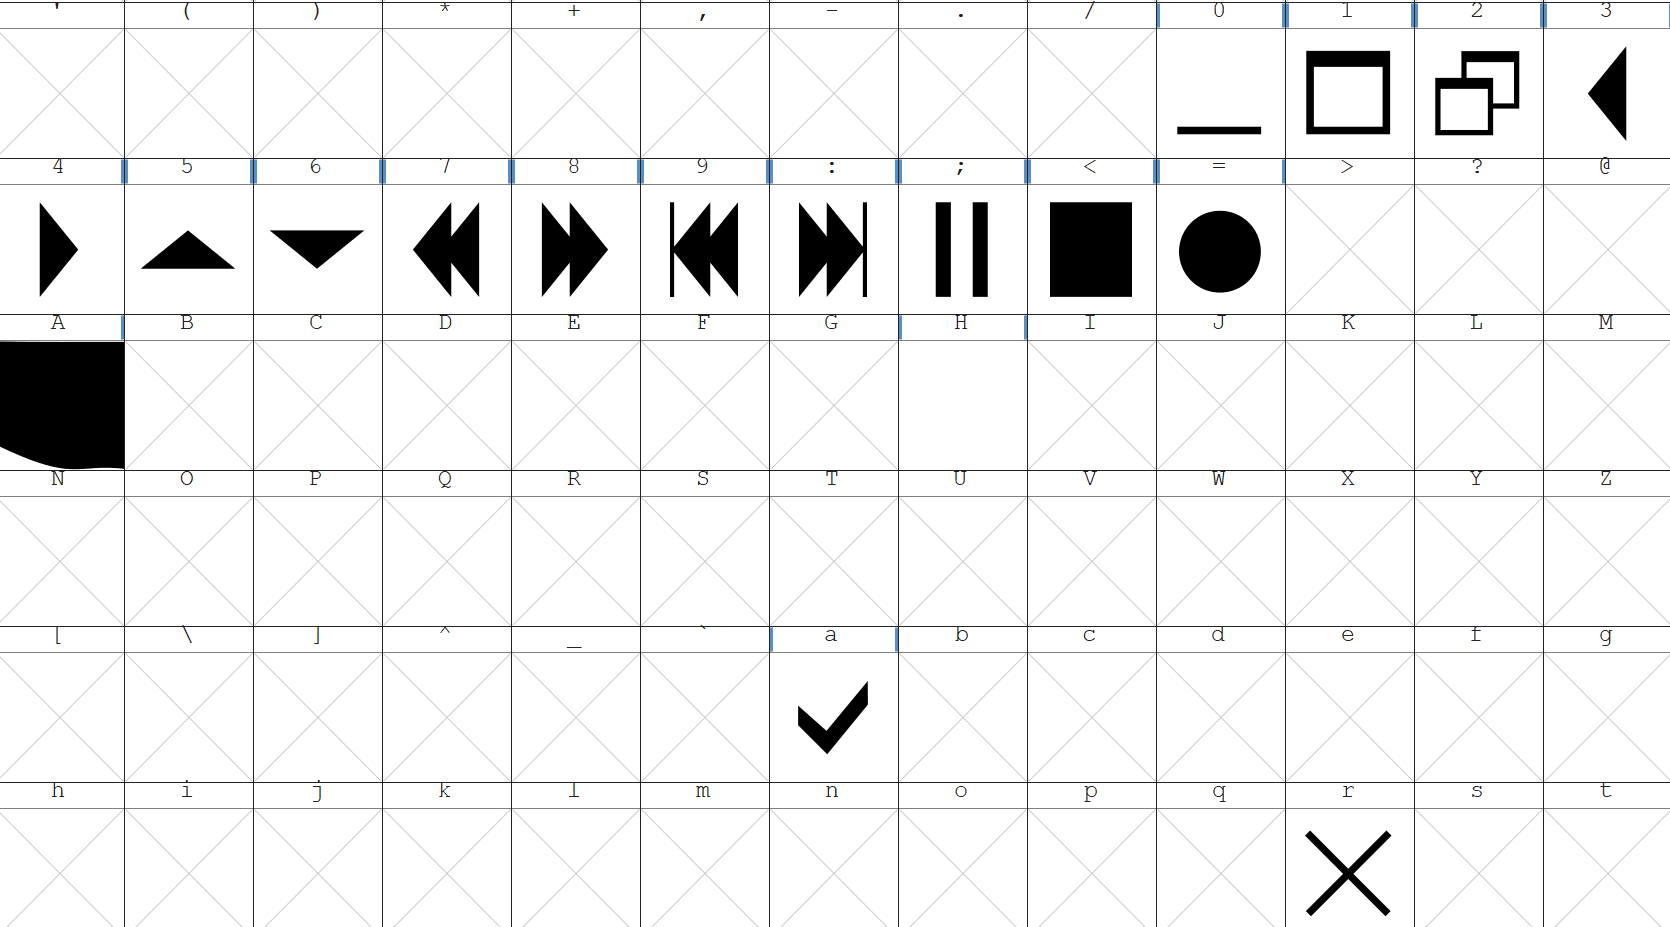 ' ( ) * + , - . / 0 1 2 3
4 5 6 7 8 9 : ; < = > ? @
A B C D E F G H I J K L M
N O P Q R S T U V W X Y Z
[ \ ] ^ _ ` a b c d e f g
h i j k l m n o p q r s t